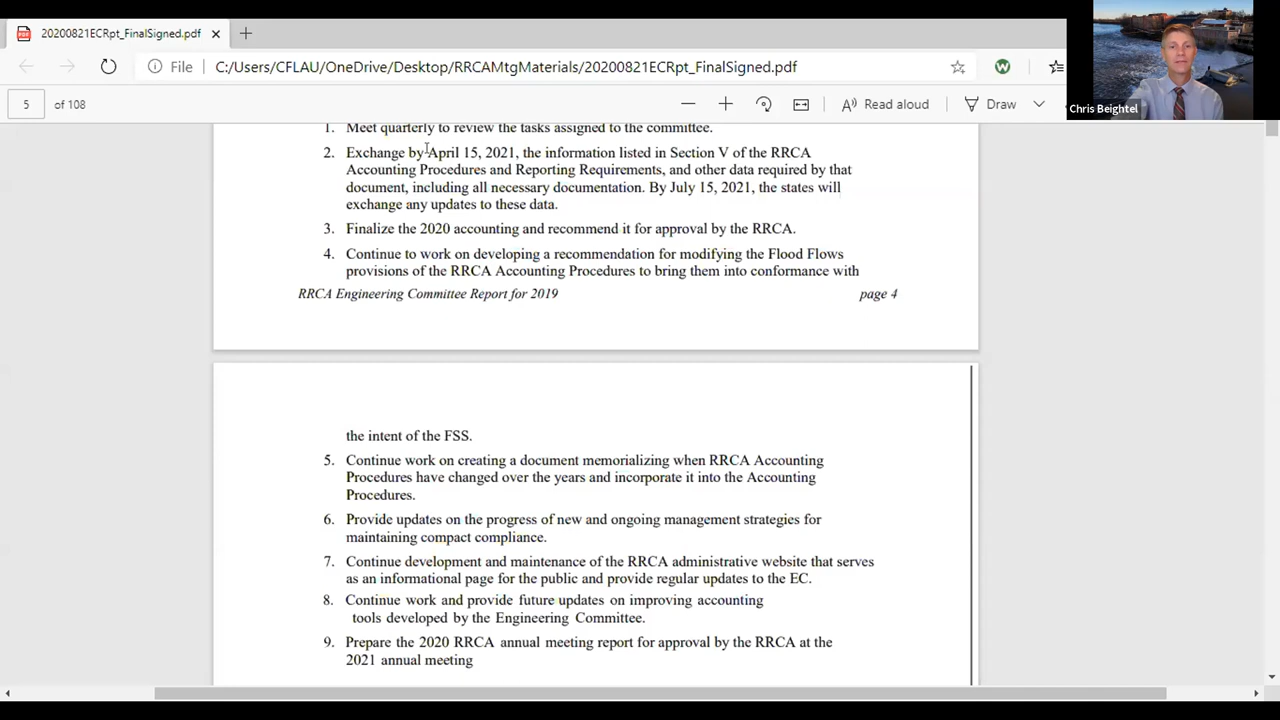 20200821ECRpt_FinalSigned.pdf
File C:/Users/CFLAU/OneDrive/Desktop/RRCAMtgMaterials/20200821ECRpt_FinalSigned.pdf
Chris Beightel
5 of 108
Read aloud
Draw
1. Meet quarterly to review the tasks assigned to the committee.
2. Exchange by April 15, 2021, the information listed in Section V of the RRCA
Accounting Procedures and Reporting Requirements, and other data required by that
document, including all necessary documentation. By July 15, 2021, the states will
exchange any updates to these data.
3. Finalize the 2020 accounting and recommend it for approval by the RRCA.
4. Continue to work on developing a recommendation for modifying the Flood Flows
provisions of the RRCA Accounting Procedures to bring them into conformance with
RRCA Engineering Committee Report for 2019 page 4
the intent of the FSS.
5. Continue work on creating a document memorializing when RRCA Accounting
Procedures have changed over the years and incorporate it into the Accounting
Procedures.
6. Provide updates on the progress of new and ongoing management strategies for
maintaining compact compliance.
7. Continue development and maintenance of the RRCA administrative website that serves
as an informational page for the public and provide regular updates to the EC.
8. Continue work and provide future updates on improving accounting
tools developed by the Engineering Committee.
9. Prepare the 2020 RRCA annual meeting report for approval by the RRCA at the
2021 annual meeting